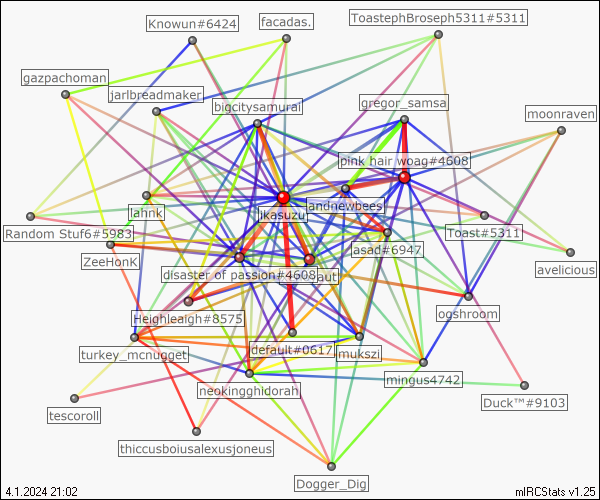 ToastephBroseph5311#5311
Knowun#6424
facadas.
gazpachoman
jarlbreadmaker
bigcitysamurai
gregor_samsa
moonraven
pink hair woag#4608
lahnk
Ikasuzu
andnewbees
Random Stuf6#5983
Toast#5311
ZeeHonK
asad#6947
disaster of passion#4608
aut
avelicious
Heighleigh#8575
ogshroom
turkey_mcnugget
default#0617
mukszi
mingus4742
neokingghidorah
Duck™#9103
tescoroll
thiccusboiusalexusjoneus
Dogger_Dig
4.1.2024 21:02
mIRCStats v1.25